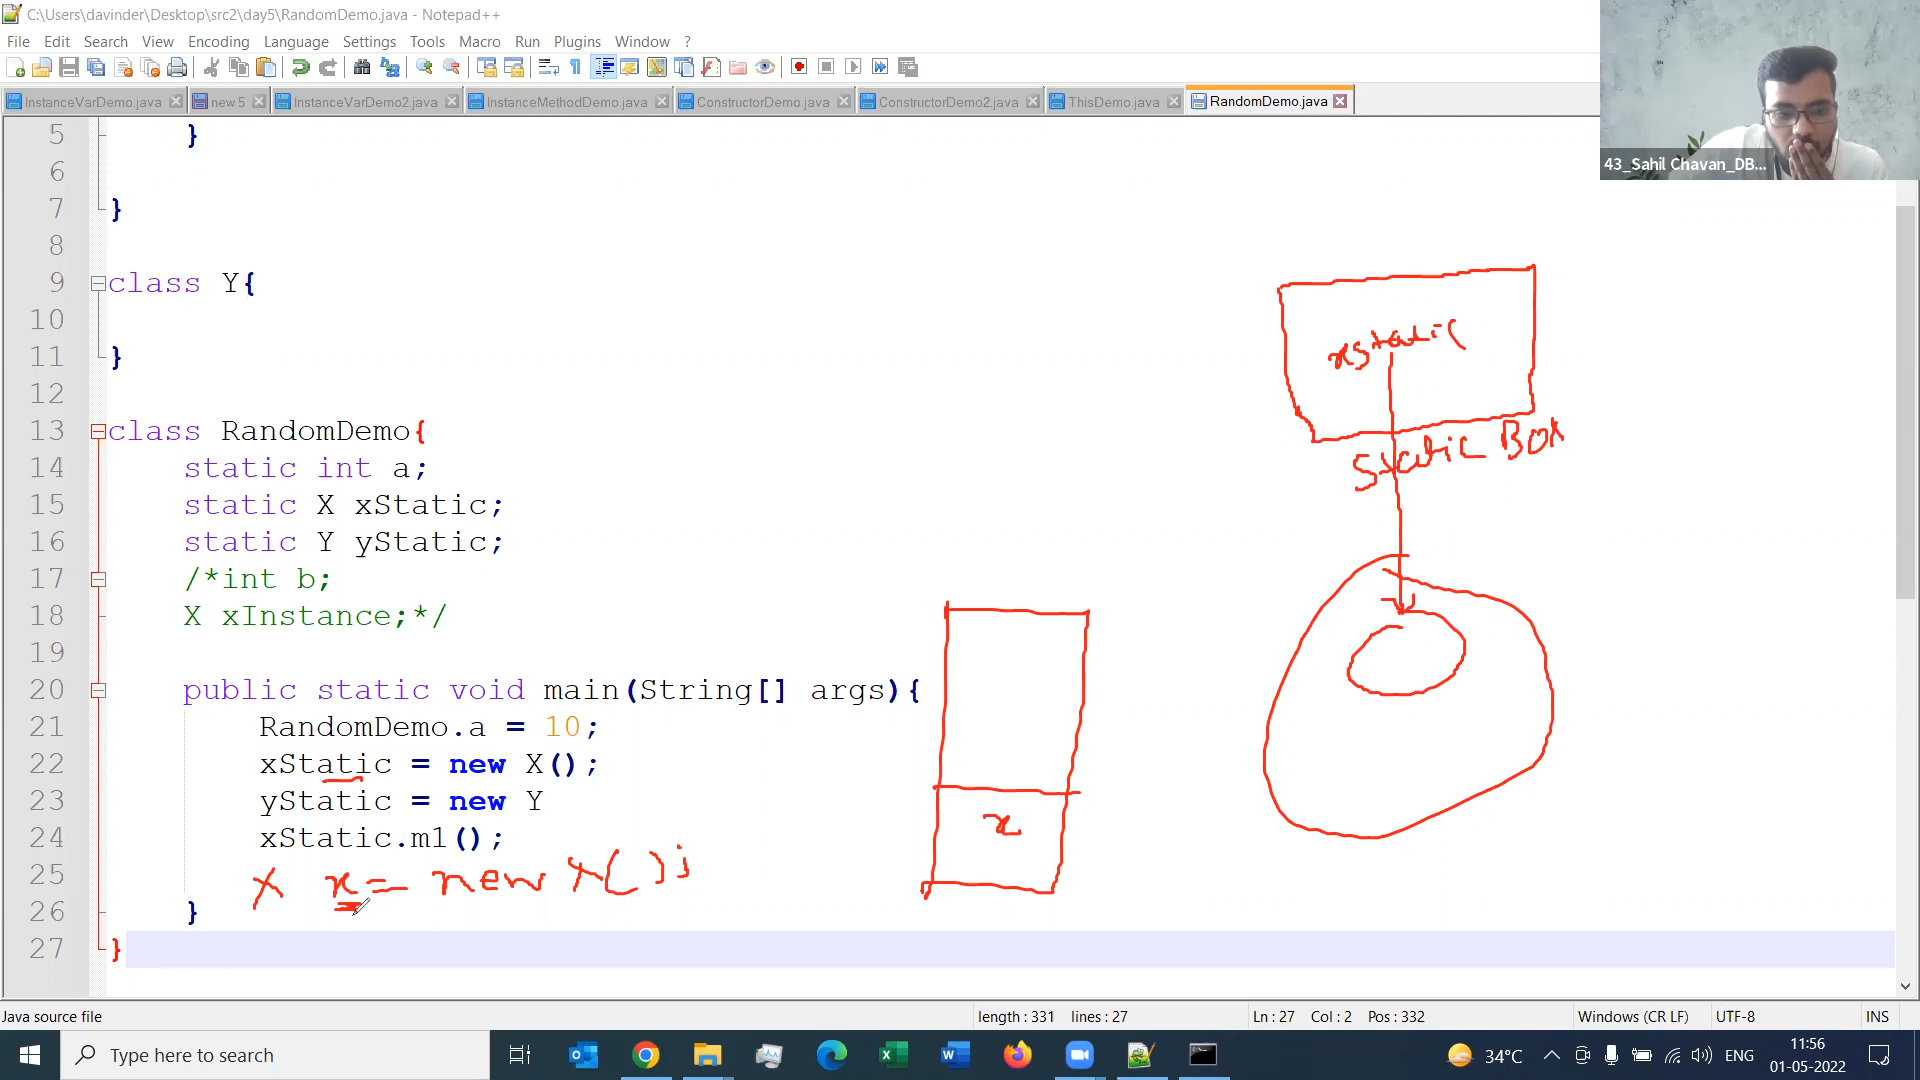 C:\Users\davinder\Desktop\src2\day5\RandomDemo.java - Notepad++
File Edit Search View Encoding Language Settings Tools Macro Run Plugins Window ?
InstanceVarDemo.java new 5 InstanceVarDemo2.java InstanceMethodDemo.java ConstructorDemo.java ConstructorDemo2.java ThisDemo.java RandomDemo.java
43_Sahil Chavan_DB...
5 }
6
7 }
8
9 class Y{
10
11 }
12
13 class RandomDemo{
14 static int a;
15 static X xStatic;
16 static Y yStatic;
17 /*int b;
18 X xInstance;*/
19
20 public static void main(String[] args){
21 RandomDemo.a = 10;
22 xStatic = new X();
23 yStatic = new Y
24 xStatic.m1();
25
X x = new X();
26 }
27 }
xstatic
Static Box
x
Java source file length : 331 lines : 27 Ln : 27 Col : 2 Pos : 332 Windows (CR LF) UTF-8 INS
Type here to search
34°C ENG 11:56
01-05-2022